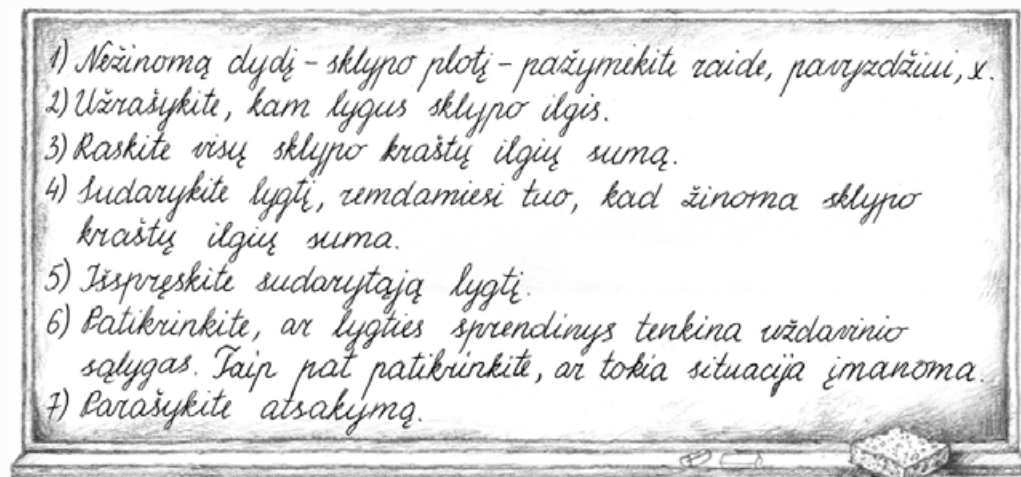 1) Nežinomą dydį – sklypo plotį – pažymėkite raide, pavyzdžiui, x.
2) Užrašykite, kam lygus sklypo ilgis.
3) Raskite visų sklypo kraštų ilgių sumą.
4) Sudarykite lygtį, remdamiesi tuo, kad žinoma sklypo
kraštų ilgių suma.
5) Išspręskite sudarytąją lygtį.
6) Patikrinkite, ar lygties sprendinys tenkina uždavinio
sąlygas. Taip pat patikrinkite, ar tokia situacija įmanoma.
7) Parašykite atsakymą.